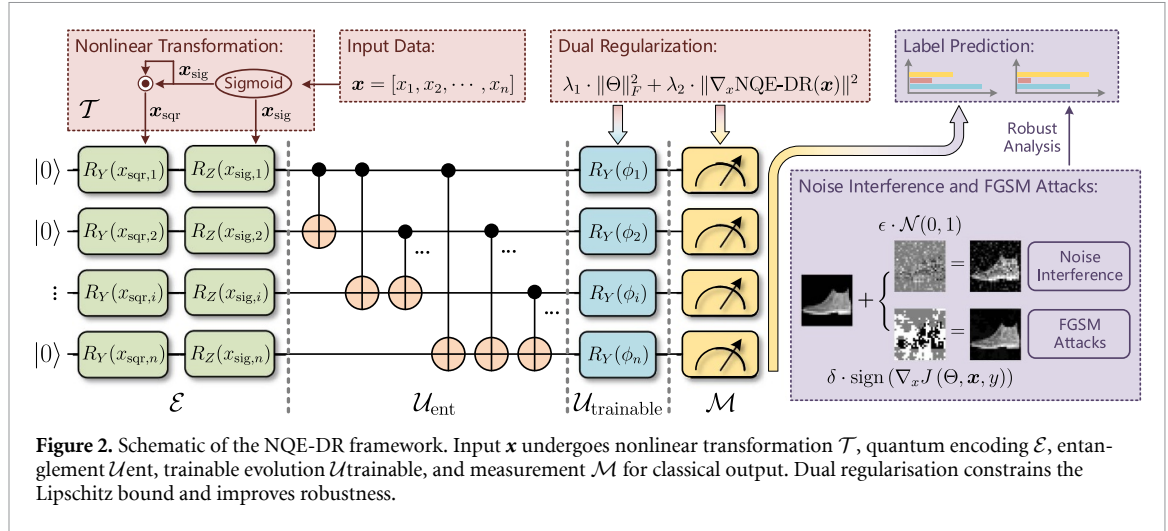 Nonlinear Transformation:
x_sig
Sigmoid
𝒯
x_sqr
x_sig
Input Data:
x = [x_1, x_2, ⋯, x_n]
Dual Regularization:
λ_1 · ‖Θ‖_F^2 + λ_2 · ‖∇_x NQE-DR(x)‖^2
Label Prediction:
Robust
Analysis
|0⟩ R_Y(x_sqr,1) R_Z(x_sig,1) R_Y(ϕ_1)
|0⟩ R_Y(x_sqr,2) R_Z(x_sig,2) ... ... R_Y(ϕ_2)
⋮ R_Y(x_sqr,i) R_Z(x_sig,i) ... R_Y(ϕ_i)
|0⟩ R_Y(x_sqr,n) R_Z(x_sig,n) R_Y(ϕ_n)
ℰ 𝒰_ent 𝒰_trainable ℳ
Noise Interference and FGSM Attacks:
ϵ · 𝒩(0, 1)
+ { =
Noise
Interference
=
FGSM
Attacks
δ · sign (∇_x J (Θ, x, y))
Figure 2. Schematic of the NQE-DR framework. Input x undergoes nonlinear transformation 𝒯, quantum encoding ℰ, entan-
glement 𝒰ent, trainable evolution 𝒰trainable, and measurement ℳ for classical output. Dual regularisation constrains the
Lipschitz bound and improves robustness.